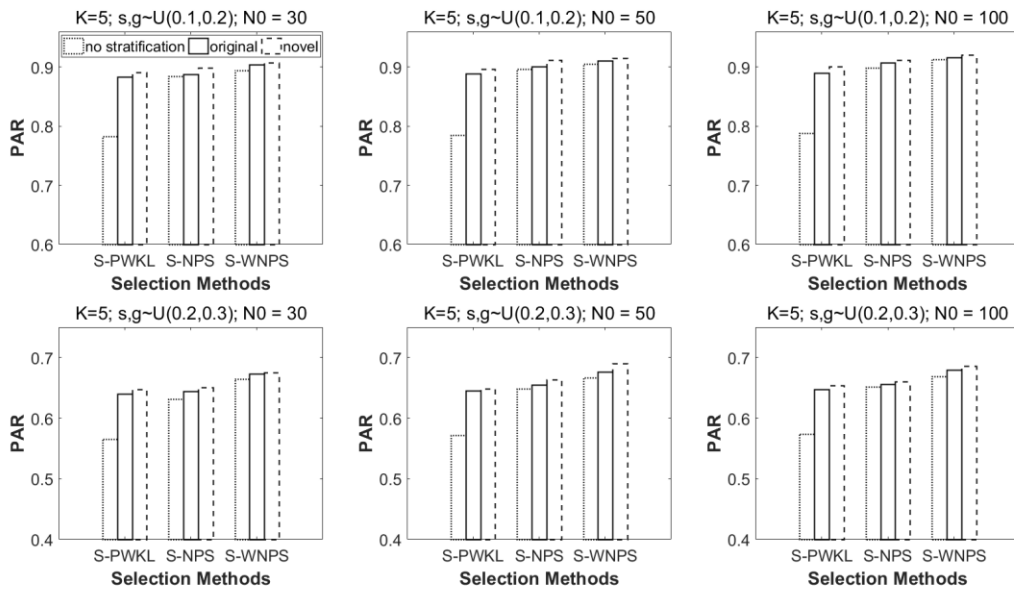 K=5; s,g~U(0.1,0.2); N0 = 30
no stratification original novel
0.9
0.8
0.7
0.6
PAR
S-PWKL S-NPS S-WNPS
Selection Methods
K=5; s,g~U(0.1,0.2); N0 = 50
0.9
0.8
0.7
0.6
PAR
S-PWKL S-NPS S-WNPS
Selection Methods
K=5; s,g~U(0.1,0.2); N0 = 100
0.9
0.8
0.7
0.6
PAR
S-PWKL S-NPS S-WNPS
Selection Methods
K=5; s,g~U(0.2,0.3); N0 = 30
0.7
0.6
0.5
0.4
PAR
S-PWKL S-NPS S-WNPS
Selection Methods
K=5; s,g~U(0.2,0.3); N0 = 50
0.7
0.6
0.5
0.4
PAR
S-PWKL S-NPS S-WNPS
Selection Methods
K=5; s,g~U(0.2,0.3); N0 = 100
0.7
0.6
0.5
0.4
PAR
S-PWKL S-NPS S-WNPS
Selection Methods